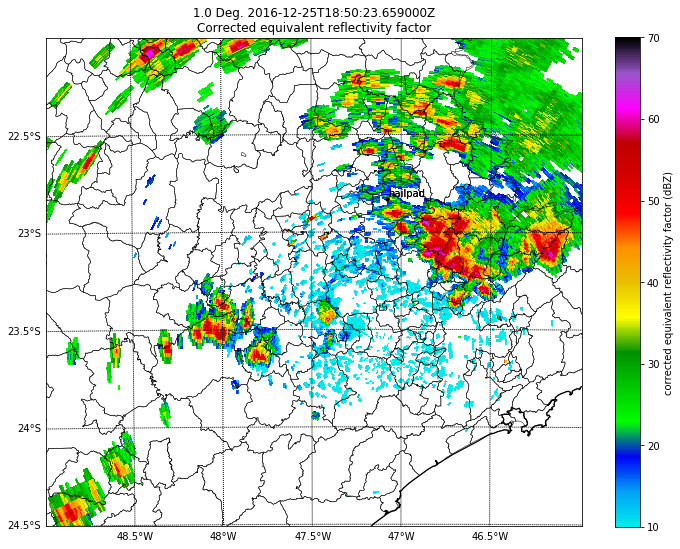 1.0 Deg. 2016-12-25T18:50:23.659000Z
Corrected equivalent reflectivity factor
22.5°S
23°S
23.5°S
24°S
24.5°S
48.5°W
48°W
47.5°W
47°W
46.5°W
hailpad
70
60
50
40
30
20
10
corrected equivalent reflectivity factor (dBZ)